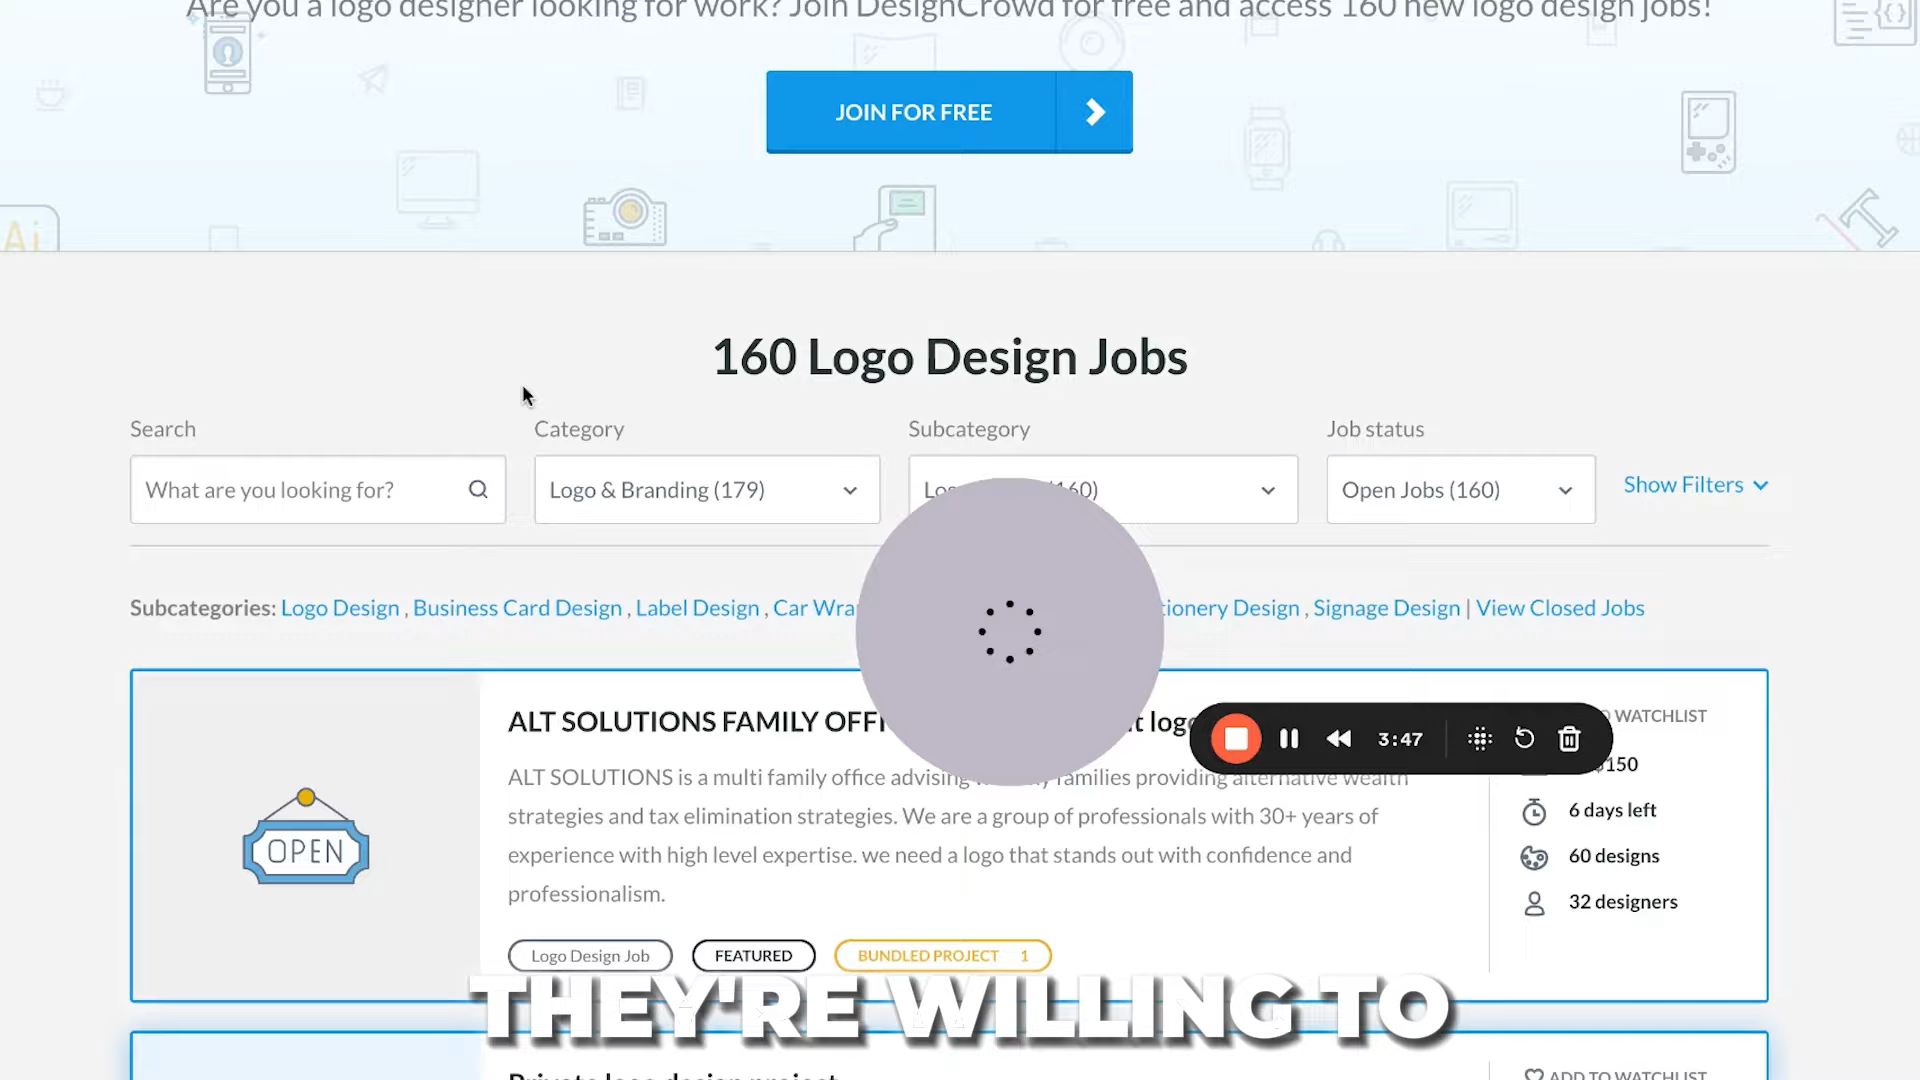 Are you a logo designer looking for work? Join DesignCrowd for free and access 160 new logo design jobs!
JOIN FOR FREE
Ai
160 Logo Design Jobs
Search Category Subcategory Job status
What are you looking for? Logo & Branding (179) 160) Open Jobs (160) Show Filters
Subcategories: Logo Design , Business Card Design , Label Design , Car Design , Signage Design | View Closed Jobs
ALT SOLUTIONS FAMILY
WATCHLIST
3:47
ALT SOLUTIONS is a multi family office advising families providing alternative wealth
$150
strategies and tax elimination strategies. We are a group of professionals with 30+ years of
6 days left
OPEN
experience with high level expertise. we need a logo that stands out with confidence and
60 designs
professionalism.
32 designers
Logo Design Job FEATURED BUNDLED PROJECT 1
THEY'RE WILLING TO
Private logo design project
ADD TO WATCHLIST